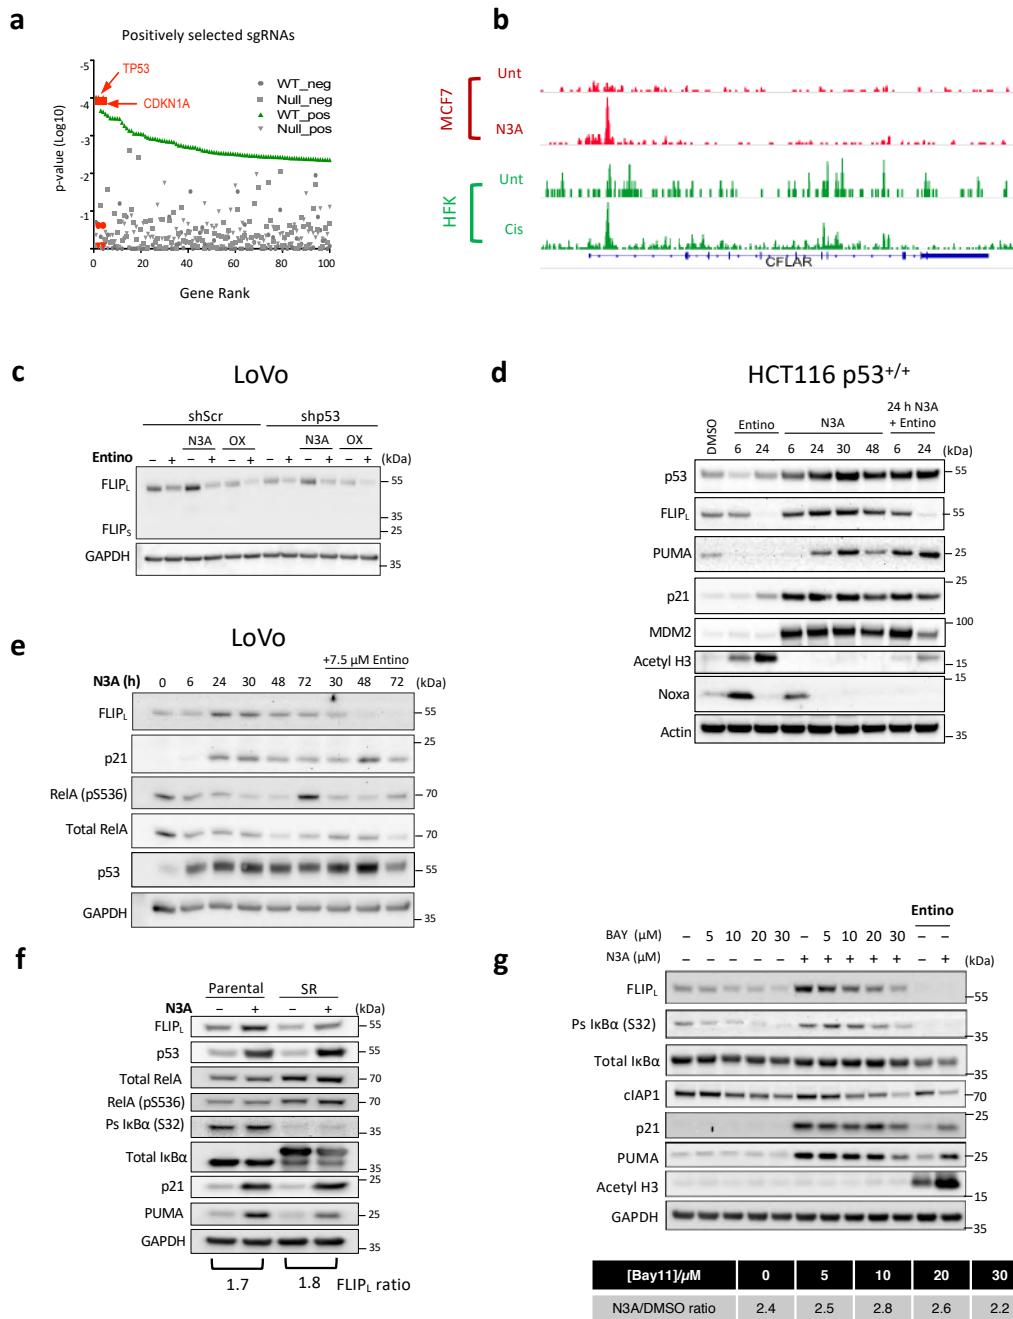 a
Positively selected sgRNAs
-5
-4
-3
-2
-1
0
p-value (Log10)
TP53
CDKN1A
WT_neg
Null_neg
WT_pos
Null_pos
0 20 40 60 80 100
Gene Rank
b
MCF7
Unt
N3A
HFK
Unt
Cis
CFLAR
c
LoVo
shScr shp53
N3A OX N3A OX
Entino – + – + – + – + – + – + (kDa)
FLIPL 55
35
FLIPS 25
GAPDH 35
d
HCT116 p53+/+
DMSO Entino N3A 24 h N3A + Entino
6 24 6 24 30 48 6 24 (kDa)
p53 55
FLIPL 55
PUMA 25
p21 25
MDM2 100
Acetyl H3 15
Noxa 15
Actin 35
e
LoVo
+7.5 µM Entino
N3A (h) 0 6 24 30 48 72 30 48 72 (kDa)
FLIPL 55
p21 25
RelA (pS536) 70
Total RelA 70
p53 55
GAPDH 35
f
Parental SR
N3A – + – + (kDa)
FLIPL 55
p53 55
Total RelA 70
RelA (pS536) 70
Ps IκBα (S32) 35
Total IκBα 35
p21 25
PUMA 25
GAPDH 35
1.7 1.8 FLIPL ratio
g
Entino
BAY (µM) – 5 10 20 30 – 5 10 20 30 – –
N3A (µM) – – – – – + + + + + – + (kDa)
FLIPL 55
Ps IκBα (S32) 35
Total IκBα 35
cIAP1 70
p21 25
PUMA 25
Acetyl H3 15
GAPDH 35
[Bay11]/µM 0 5 10 20 30
N3A/DMSO ratio 2.4 2.5 2.8 2.6 2.2